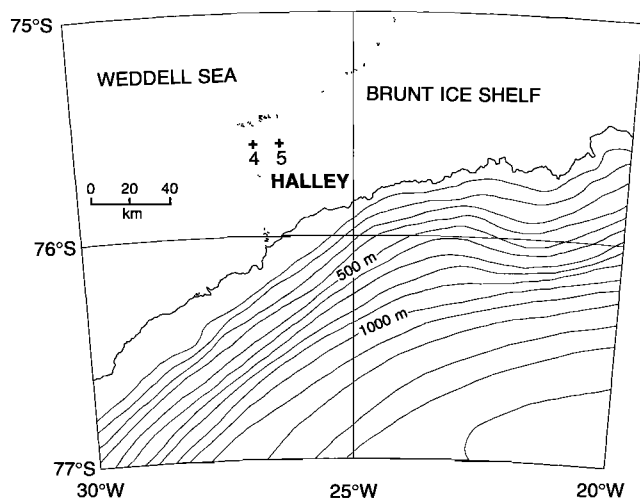 75°S
WEDDELL SEA
BRUNT ICE SHELF
+ +
4 5
HALLEY
0 20 40
km
76°S
500 m
1000 m
77°S
30°W 25°W 20°W